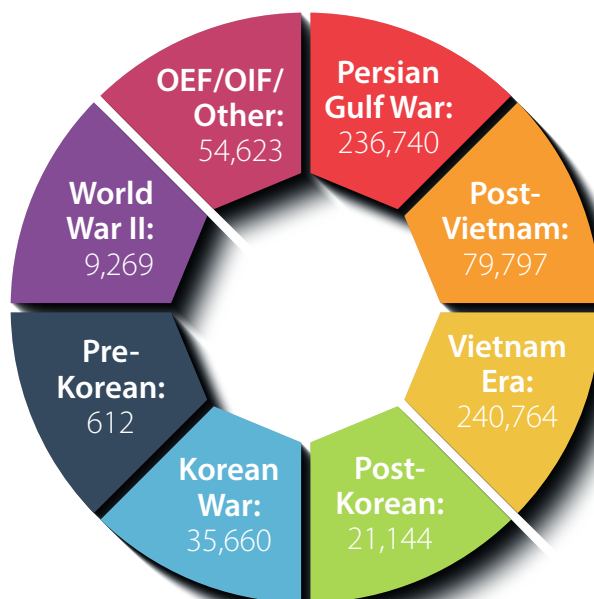 OEF/OIF/
Other:
54,623
Persian
Gulf War:
236,740
Post-
Vietnam:
79,797
Vietnam
Era:
240,764
Post-
Korean:
21,144
Korean
War:
35,660
Pre-
Korean:
612
World
War II:
9,269